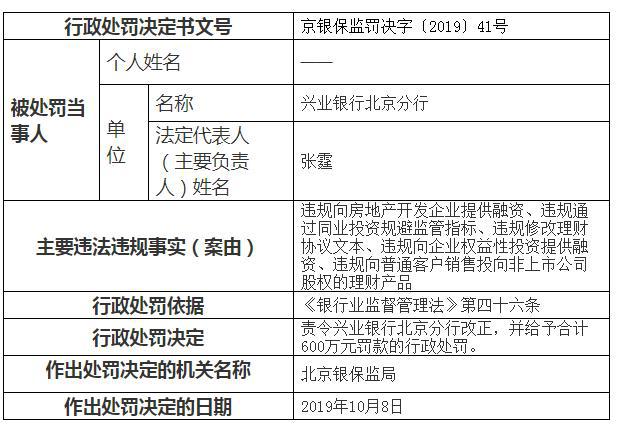 行政处罚决定书文号 京银保监罚决字〔2019〕41号
被处罚当事人 个人姓名 ——
单位 名称 兴业银行北京分行
法定代表人（主要负责人）姓名 张霆
主要违法违规事实（案由） 违规向房地产开发企业提供融资、违规通
过同业投资规避监管指标、违规修改理财
协议文本、违规向企业权益性投资提供融
资、违规向普通客户销售投向非上市公司
股权的理财产品
行政处罚依据 《银行业监督管理法》第四十六条
行政处罚决定 责令兴业银行北京分行改正，并给予合计
600万元罚款的行政处罚。
作出处罚决定的机关名称 北京银保监局
作出处罚决定的日期 2019年10月8日